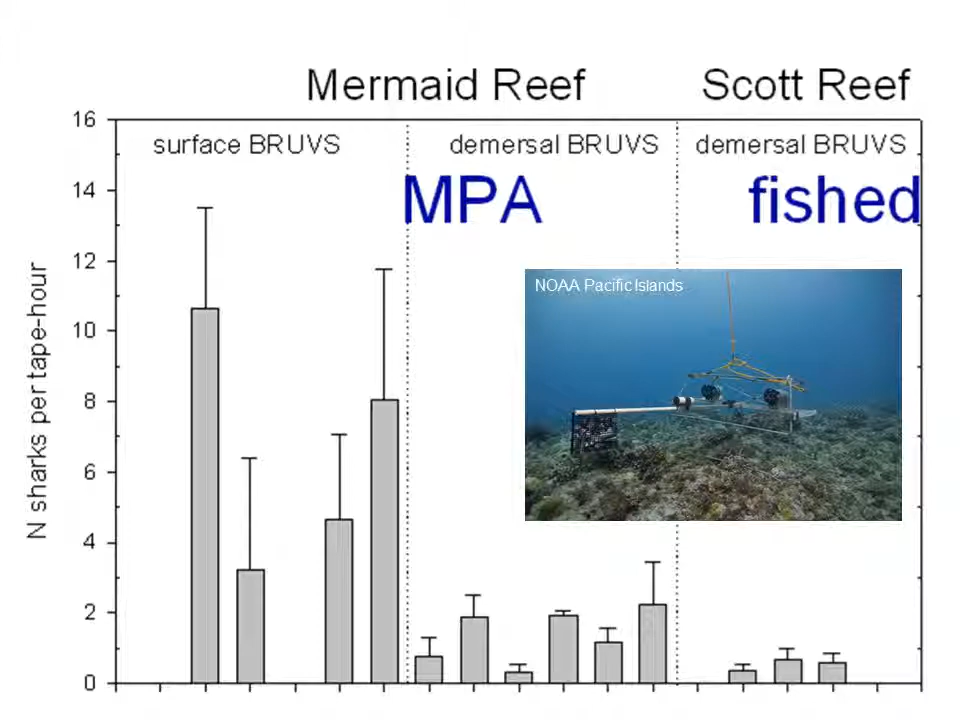 Mermaid Reef
Scott Reef
16
surface BRUVS
demersal BRUVS
demersal BRUVS
14
MPA
fished
12
NOAA Pacific Islands
10
8
6
4
2
0
N sharks per tape-hour